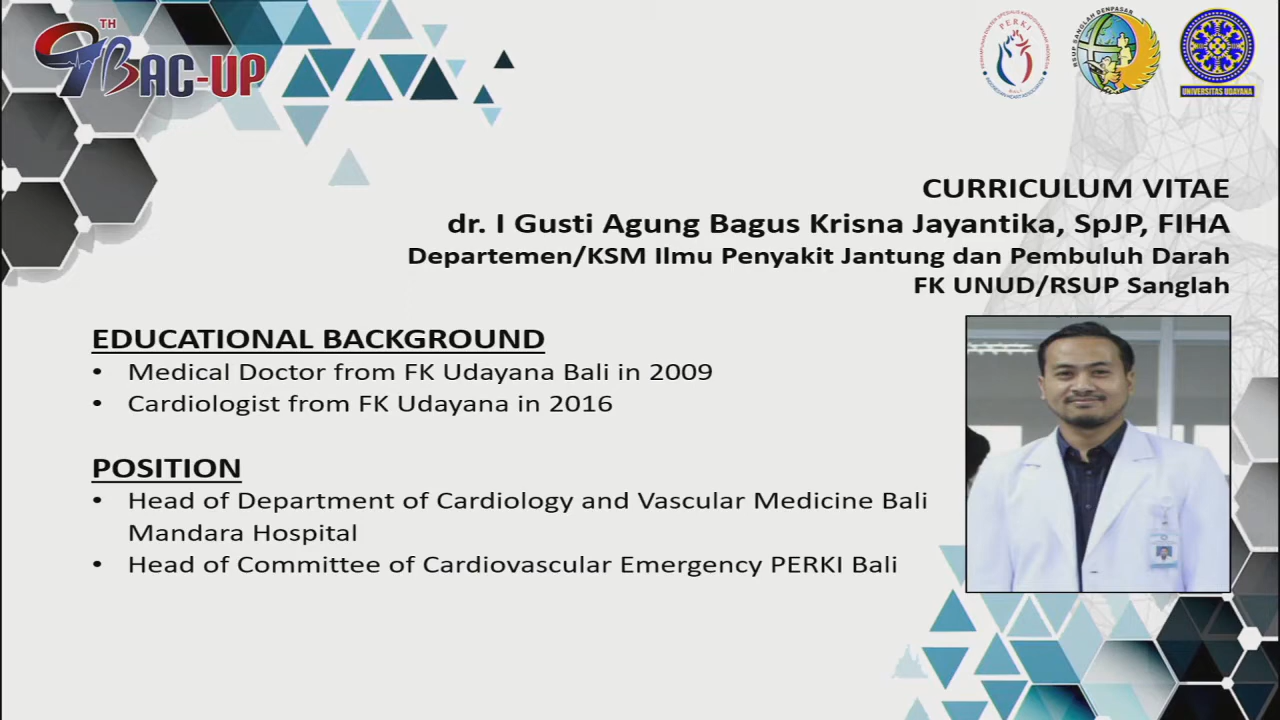 9TH BAC-UP
PERKI
BALI
RSUP SANGLAH DENPASAR
UNIVERSITAS UDAYANA
CURRICULUM VITAE
dr. I Gusti Agung Bagus Krisna Jayantika, SpJP, FIHA
Departemen/KSM Ilmu Penyakit Jantung dan Pembuluh Darah
FK UNUD/RSUP Sanglah
EDUCATIONAL BACKGROUND
• Medical Doctor from FK Udayana Bali in 2009
• Cardiologist from FK Udayana in 2016
POSITION
• Head of Department of Cardiology and Vascular Medicine Bali
Mandara Hospital
• Head of Committee of Cardiovascular Emergency PERKI Bali